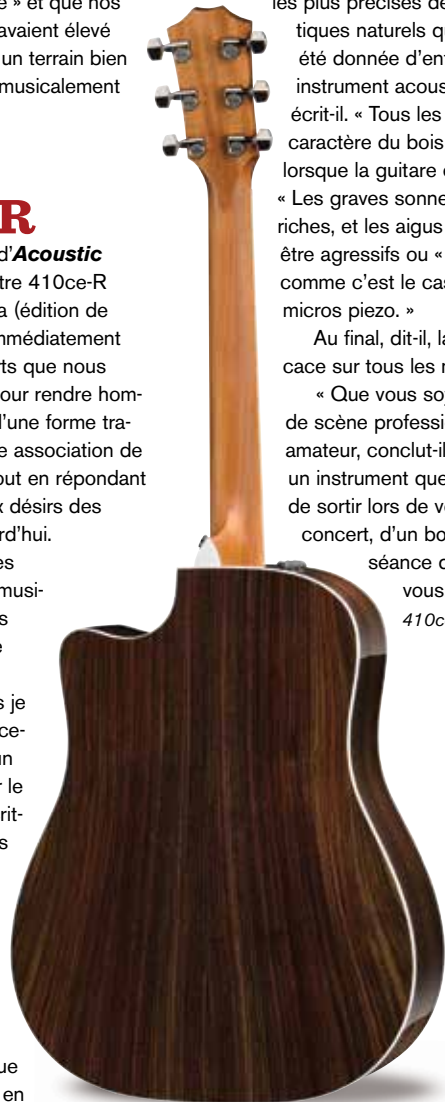 e » et que nos
avaient élevé
un terrain bien
musicalement
R
d'Acoustic
tre 410ce-R
a (édition de
mmédiatement
rts que nous
our rendre hom-
d'une forme tra-
e association de
out en répondant
x désirs des
rd'hui.
es
musi-
s
e
s je
ce-
un
r le
rit-
s
ue
en
les plus précises de
tiques naturels qu
été donnée d'ent
instrument acous
écrit-il. « Tous les
caractère du bois
lorsque la guitare e
« Les graves sonne
riches, et les aigus
être agressifs ou «
comme c'est le cas
micros piezo. »
Au final, dit-il, la
cace sur tous les n
« Que vous soy
de scène professi
amateur, conclut-il
un instrument que
de sortir lors de vo
concert, d'un bo
séance d
vous
410c